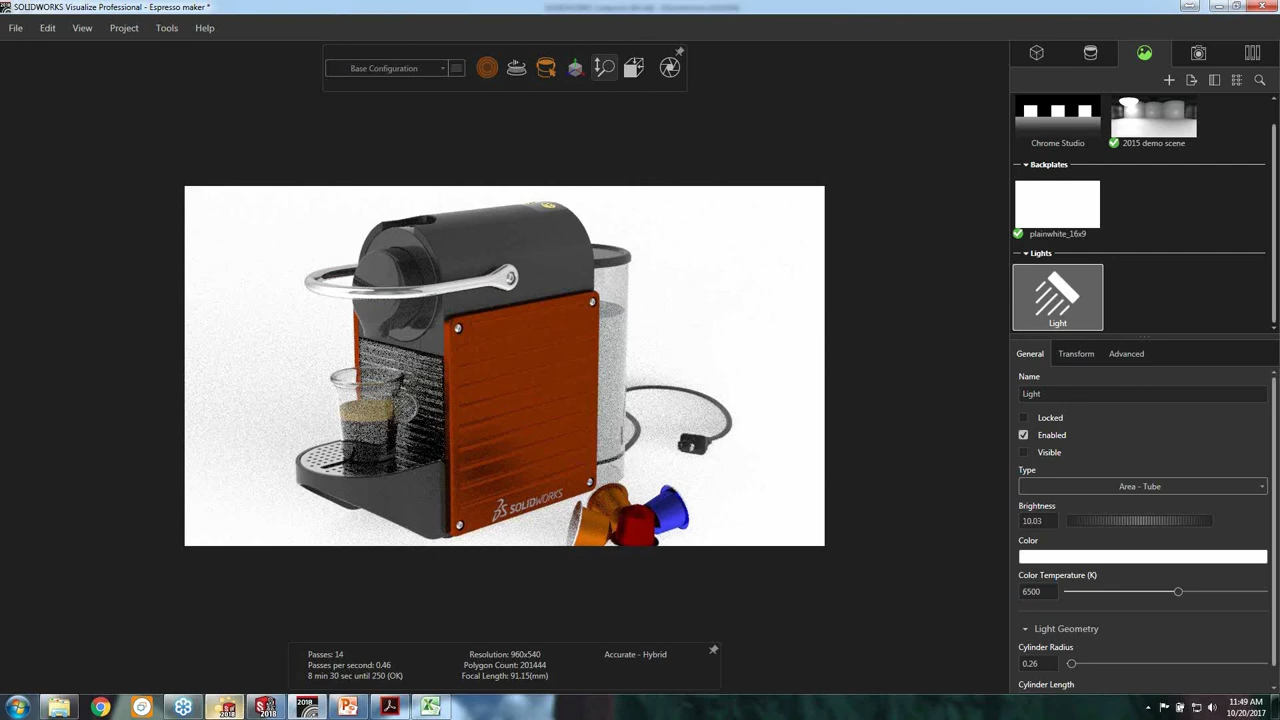 SOLIDWORKS Visualize Professional - Espresso maker *
File Edit View Project Tools Help
Base Configuration
Chrome Studio
2015 demo scene
Backplates
plainwhite_16x9
Lights
Light
General Transform Advanced
Name
Light
Locked
Enabled
Visible
Type
Area - Tube
Brightness
10.03
Color
Color Temperature (K)
6500
Light Geometry
Cylinder Radius
0.26
Cylinder Length
SOLIDWORKS
Passes: 14
Passes per second: 0.46
8 min 30 sec until 250 (OK)
Resolution: 960x540
Polygon Count: 201444
Focal Length: 91.15(mm)
Accurate - Hybrid
11:49 AM
10/20/2017